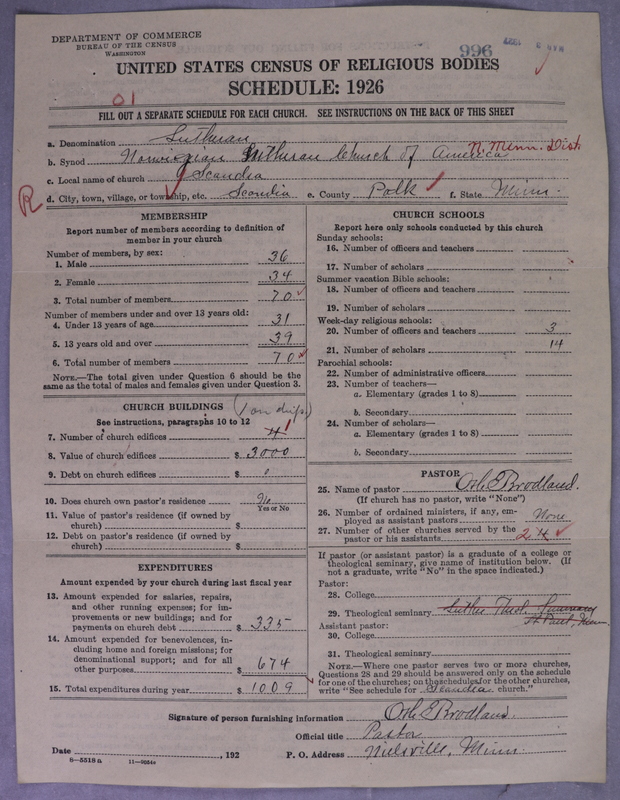 DEPARTMENT OF COMMERCE
BUREAU OF THE CENSUS
WASHINGTON
996
UNITED STATES CENSUS OF RELIGIOUS BODIES
SCHEDULE: 1926
01
FILL OUT A SEPARATE SCHEDULE FOR EACH CHURCH. SEE INSTRUCTIONS ON THE BACK OF THIS SHEET
a. Denomination Lutheran
b. Synod Norwegian Lutheran Church of America N. Minn. Dist
c. Local name of church Scandia
R d. City, town, village, or township, etc. Scandia e. County Polk f. State Minn.
MEMBERSHIP
Report number of members according to definition of
member in your church
Number of members, by sex:
1. Male 36
2. Female 34
3. Total number of members 70
Number of members under and over 13 years old:
4. Under 13 years of age 31
5. 13 years old and over 39
6. Total number of members 70
NOTE.—The total given under Question 6 should be the
same as the total of males and females given under Question 3.
CHURCH BUILDINGS
See instructions, paragraphs 10 to 12
7. Number of church edifices 4 1
8. Value of church edifices $ 3000
9. Debt on church edifices $ 0
10. Does church own pastor's residence No
Yes or No
11. Value of pastor's residence (if owned by
church) $
12. Debt on pastor's residence (if owned by
church) $
EXPENDITURES
Amount expended by your church during last fiscal year
13. Amount expended for salaries, repairs,
and other running expenses; for im-
provements or new buildings; and for
payments on church debt $ 335
14. Amount expended for benevolences, in-
cluding home and foreign missions; for
denominational support; and for all
other purposes $ 674
15. Total expenditures during year $ 1009
CHURCH SCHOOLS
Report here only schools conducted by this church
Sunday schools:
16. Number of officers and teachers
17. Number of scholars
Summer vacation Bible schools:
18. Number of officers and teachers
19. Number of scholars
Week-day religious schools:
20. Number of officers and teachers 3
21. Number of scholars 14
Parochial schools:
22. Number of administrative officers
23. Number of teachers—
a. Elementary (grades 1 to 8)
b. Secondary
24. Number of scholars—
a. Elementary (grades 1 to 8)
b. Secondary
PASTOR
25. Name of pastor Brodland.
(If church has no pastor, write "None")
26. Number of ordained ministers, if any, em-
ployed as assistant pastors None
27. Number of other churches served by the
pastor or his assistants 2 4
If pastor (or assistant pastor) is a graduate of a college or
theological seminary, give name of institution below. (If
not a graduate, write "No" in the space indicated.)
Pastor:
28. College
29. Theological seminary Luther Theol. Seminary
St Paul, Minn.
Assistant pastor:
30. College
31. Theological seminary
NOTE.—Where one pastor serves two or more churches,
Questions 28 and 29 should be answered only on the schedule
for one of the churches; on the schedules for the other churches,
write "See schedule for Scandia church."
Signature of person furnishing information Brodland.
Official title Pastor
Date , 192 P. O. Address Nielsville, Minn.
8—5518 a 11—9954